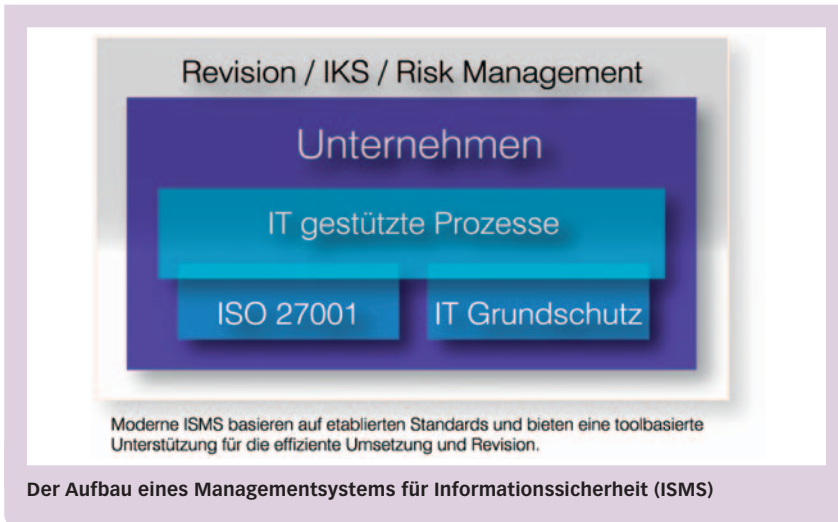 Revision / IKS / Risk Management
Unternehmen
IT gestützte Prozesse
ISO 27001
IT Grundschutz
Moderne ISMS basieren auf etablierten Standards und bieten eine toolbasierte
Unterstützung für die effiziente Umsetzung und Revision.
Der Aufbau eines Managementsystems für Informationssicherheit (ISMS)